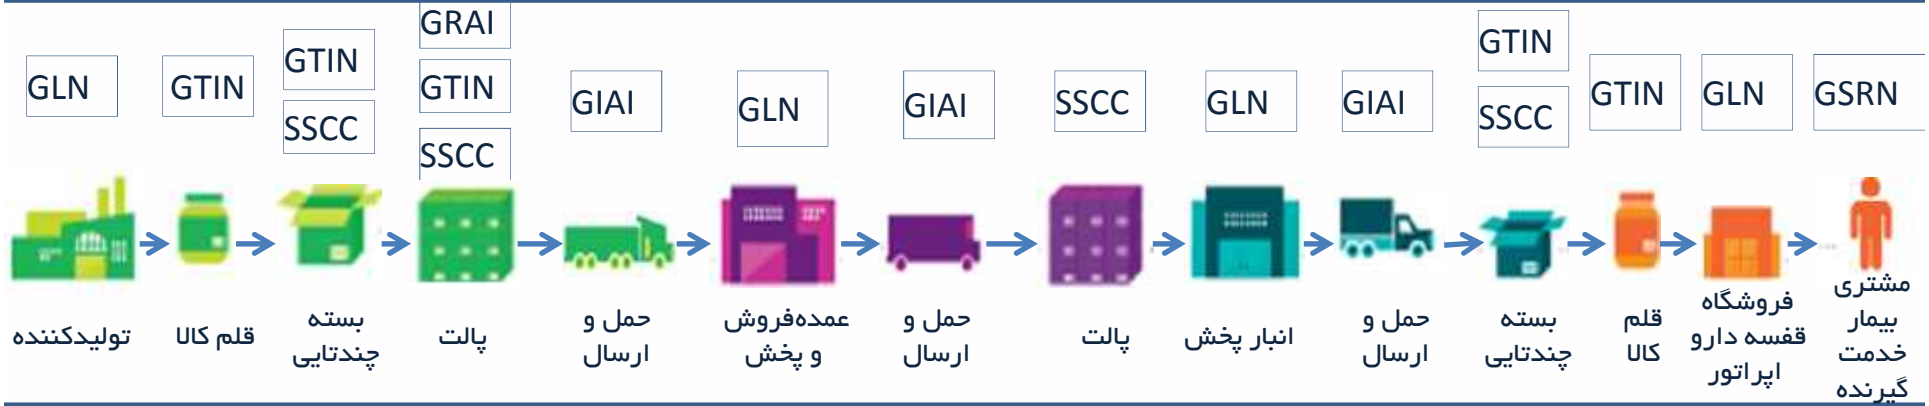 GLN
GTIN
GTIN
SSCC
GRAI
GTIN
SSCC
GIAI
GLN
GIAI
SSCC
GLN
GIAI
GTIN
SSCC
GTIN
GLN
GSRN
تولیدکننده
قلم کالا
بسته
چندتایی
پالت
حمل و
ارسال
عمده‌فروش
و پخش
حمل و
ارسال
پالت
انبار پخش
حمل و
ارسال
بسته
چندتایی
قلم
کالا
فروشگاه
قفسه دارو
اپراتور
مشتری
بیمار
خدمت
گیرنده